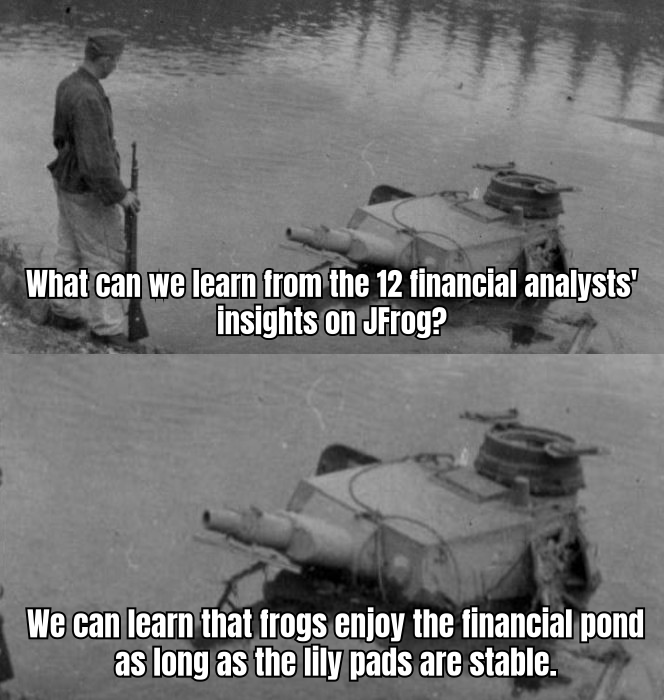 What can we learn from the 12 financial analysts'
insights on JFrog?
We can learn that frogs enjoy the financial pond
as long as the lily pads are stable.